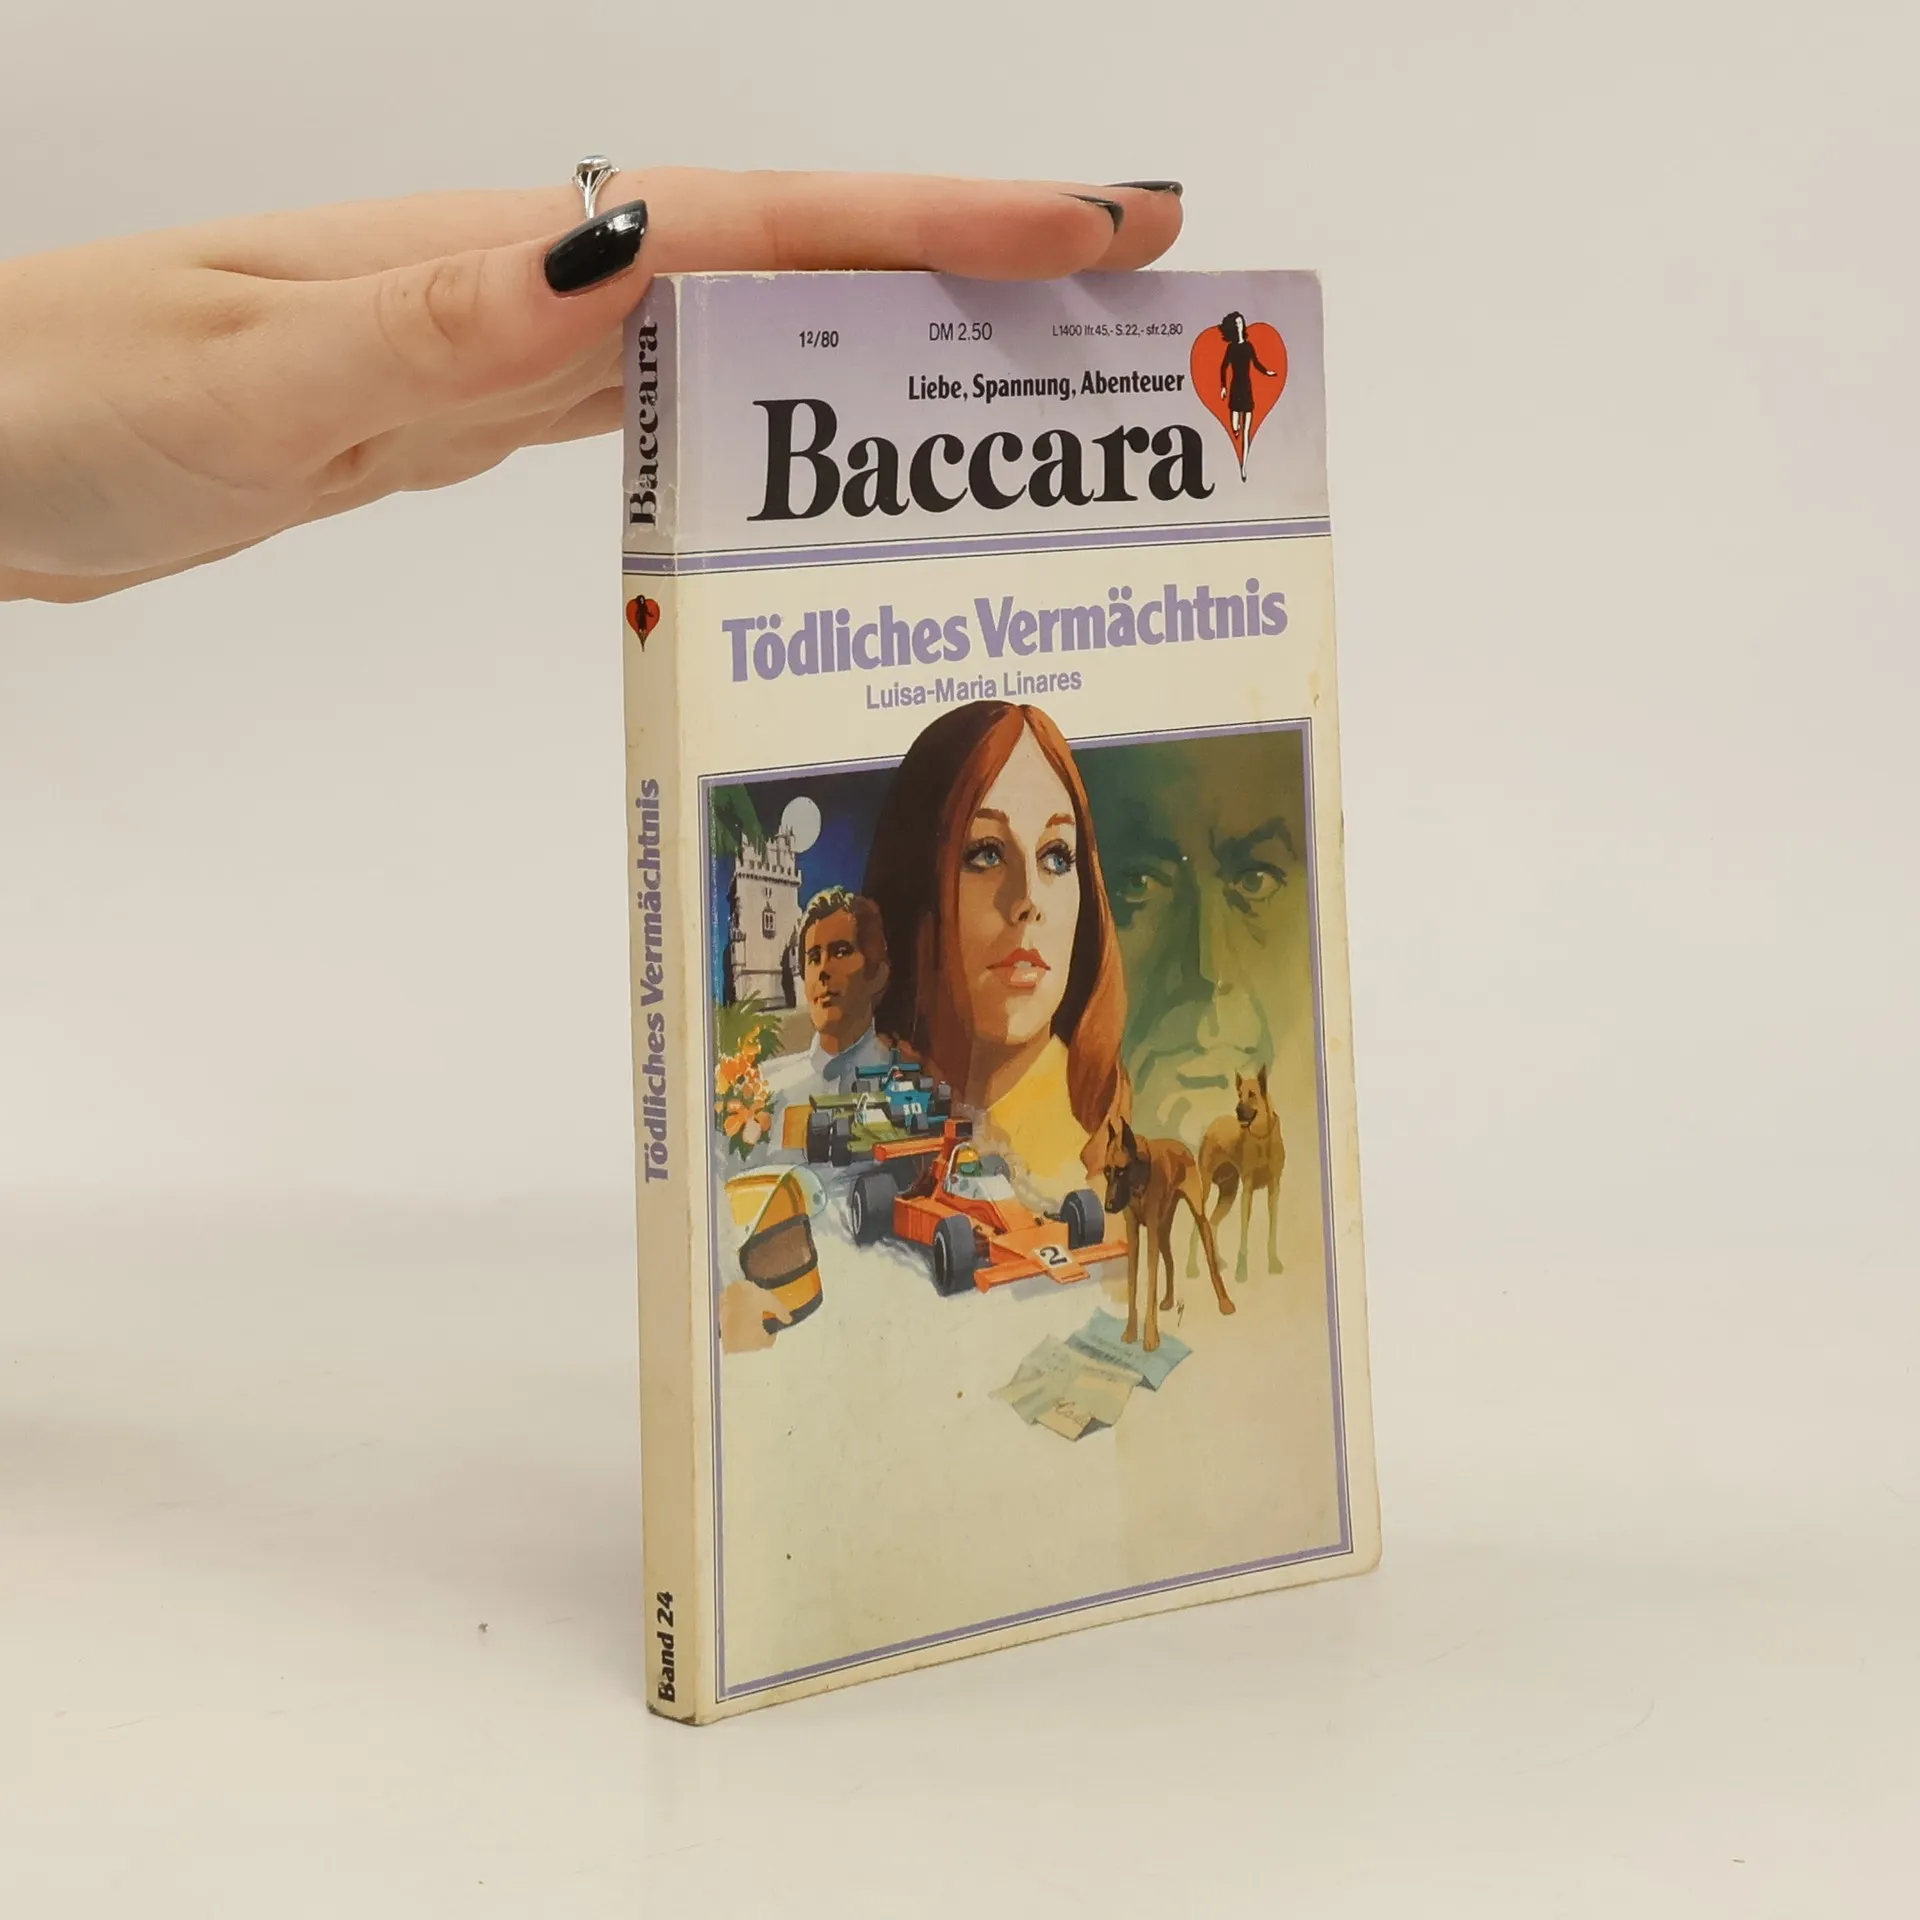 1²/80
DM 2.50
L1400 lfr.45,- S.22,- sfr.2,80
Liebe, Spannung, Abenteuer
Baccara
Tödliches Vermächtnis
Luisa-Maria Linares
10
2
Baccara
Tödliches Vermächtnis
Band 24